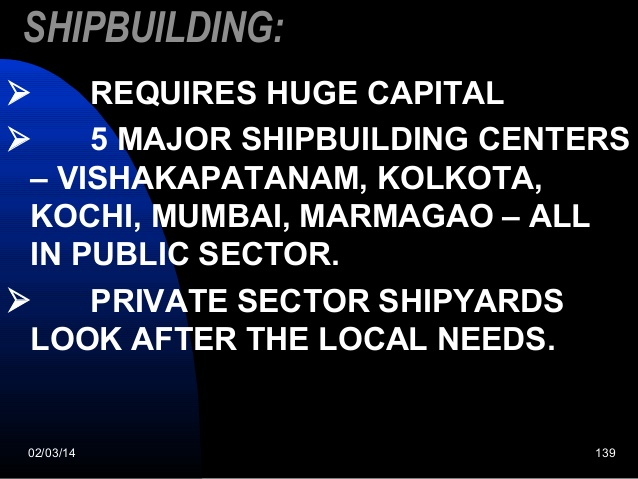 SHIPBUILDING:
➢ REQUIRES HUGE CAPITAL
➢ 5 MAJOR SHIPBUILDING CENTERS
– VISHAKAPATANAM, KOLKOTA,
KOCHI, MUMBAI, MARMAGAO – ALL
IN PUBLIC SECTOR.
➢ PRIVATE SECTOR SHIPYARDS
LOOK AFTER THE LOCAL NEEDS.
02/03/14 139